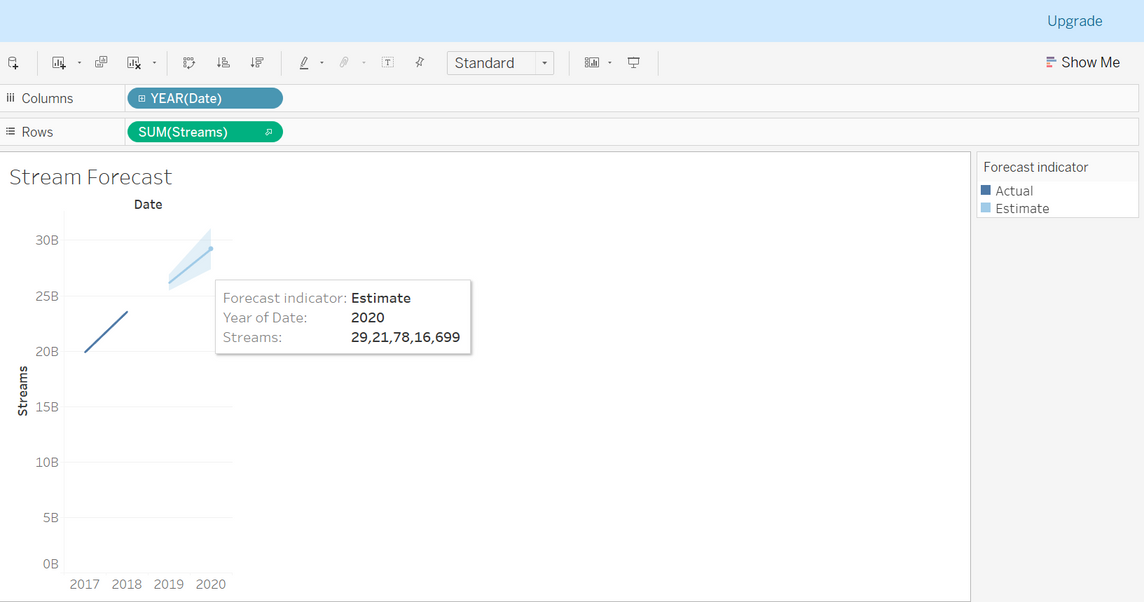 Upgrade
Standard
Show Me
Columns
YEAR(Date)
Rows
SUM(Streams)
Stream Forecast
Date
Forecast indicator
Actual
Estimate
30B
25B
20B
15B
10B
5B
0B
Streams
Forecast indicator: Estimate
Year of Date: 2020
Streams: 29,21,78,16,699
2017 2018 2019 2020